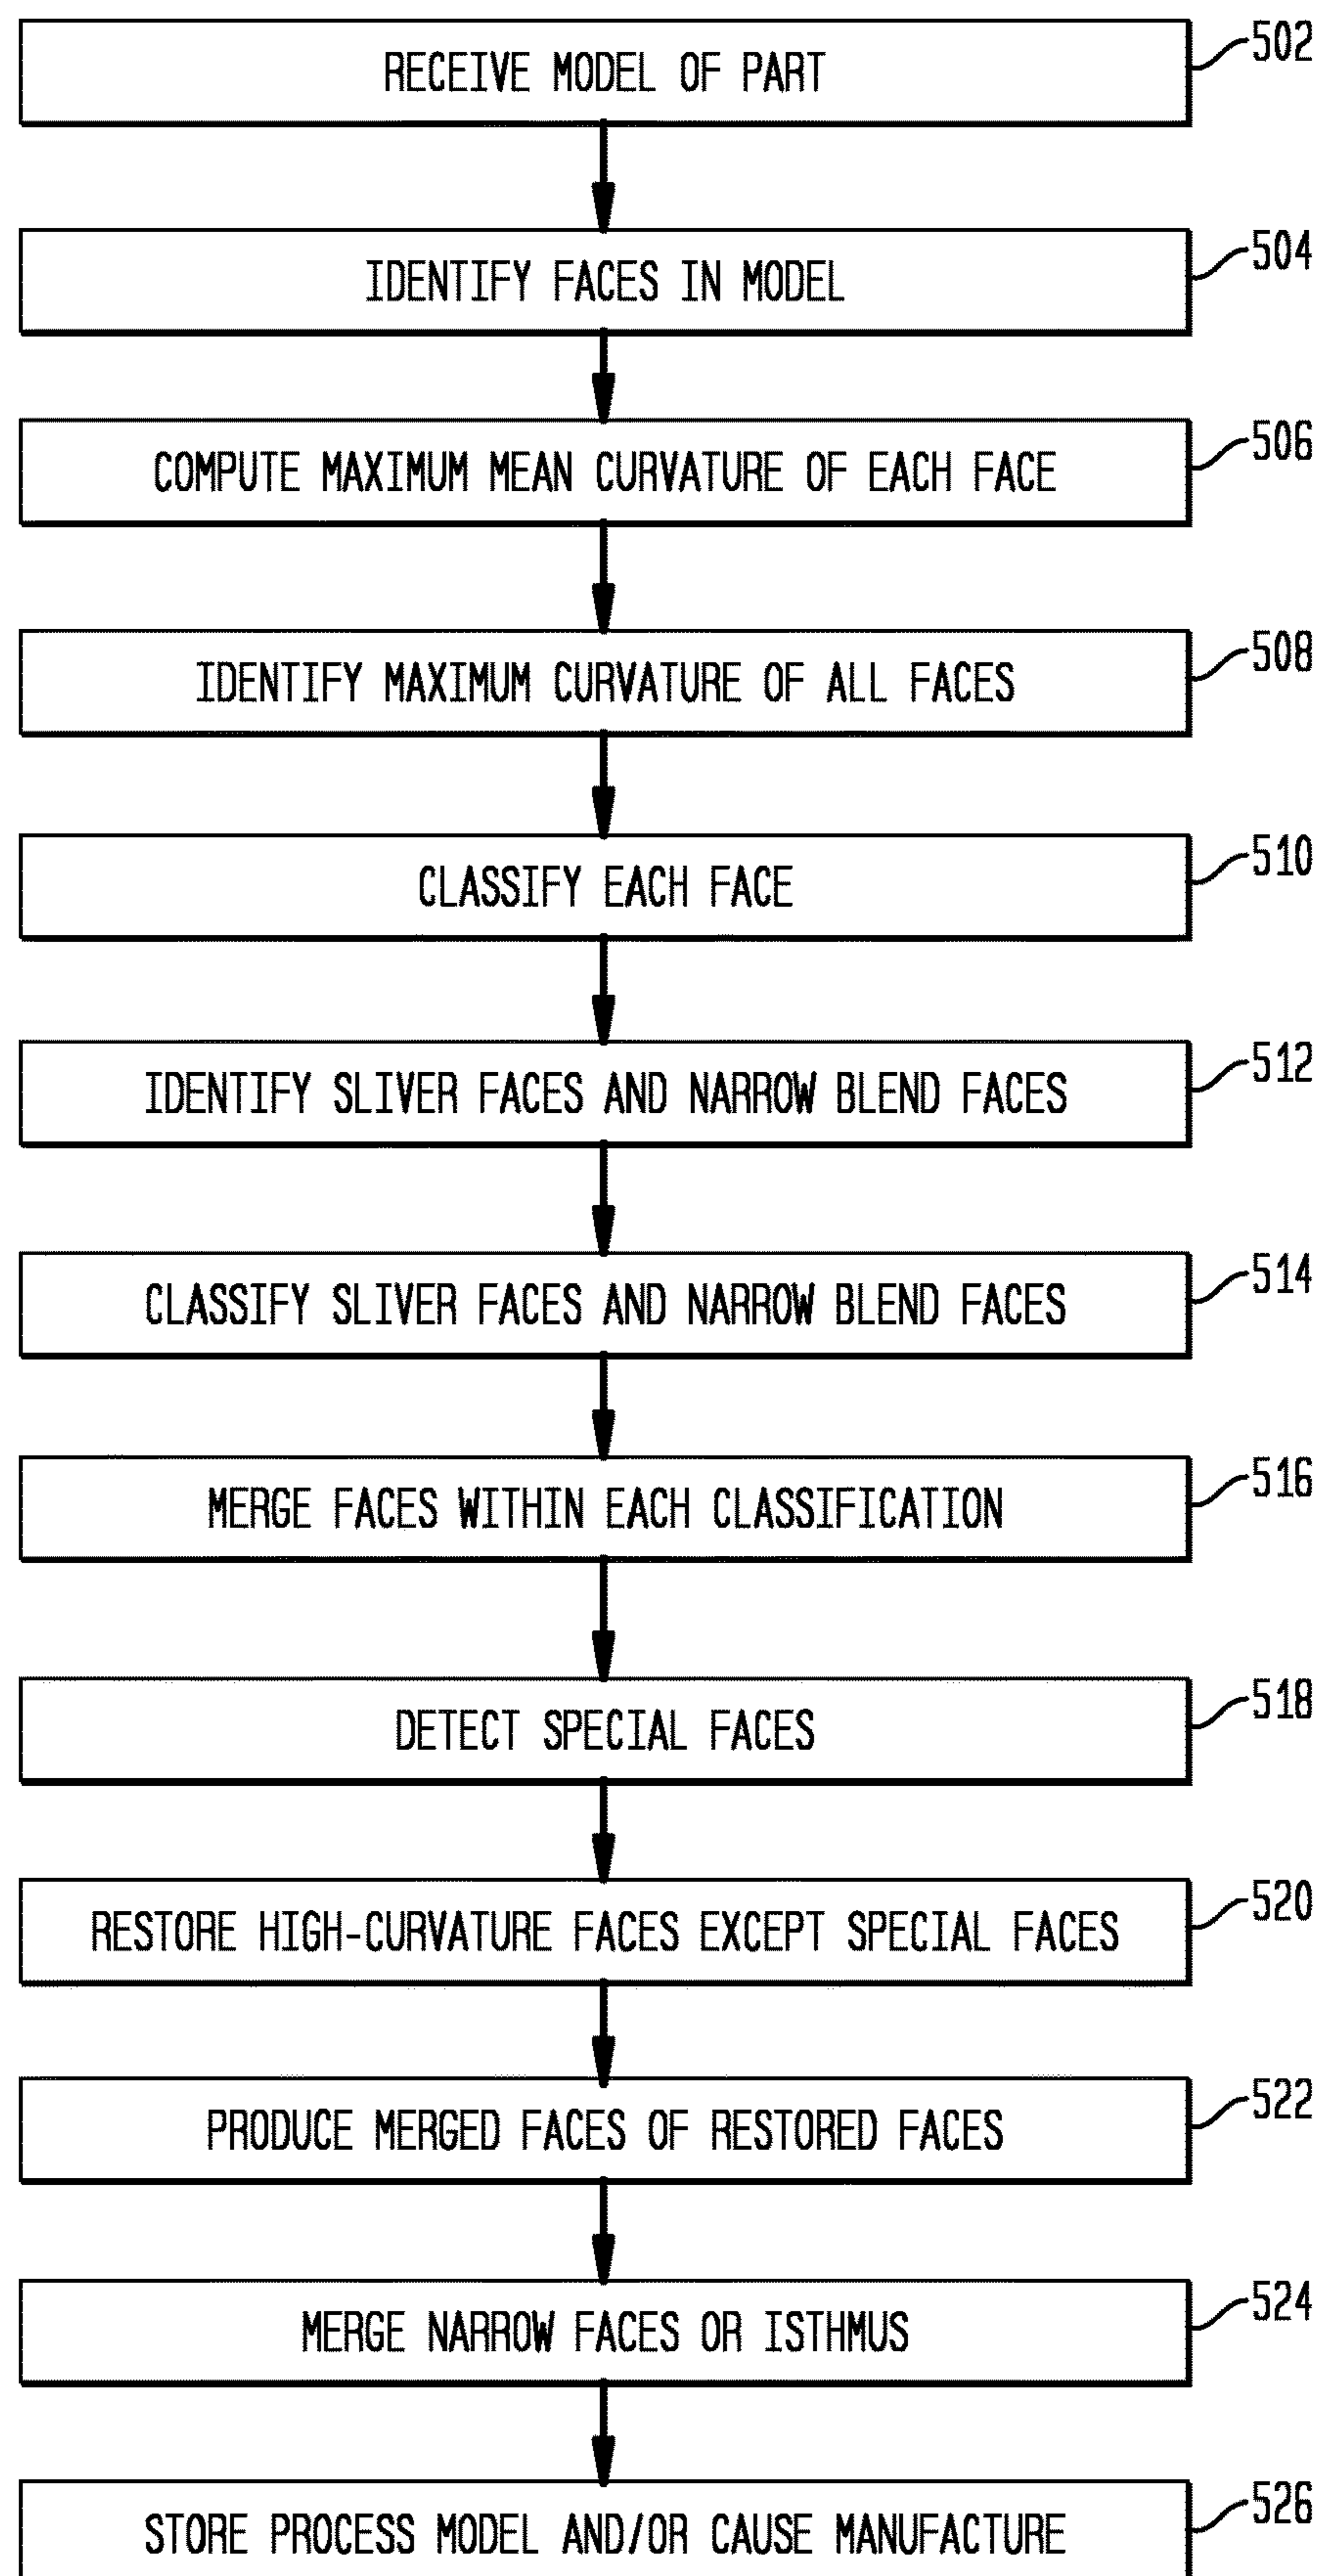 RECEIVE MODEL OF PART
502
IDENTIFY FACES IN MODEL
504
COMPUTE MAXIMUM MEAN CURVATURE OF EACH FACE
506
IDENTIFY MAXIMUM CURVATURE OF ALL FACES
508
CLASSIFY EACH FACE
510
IDENTIFY SLIVER FACES AND NARROW BLEND FACES
512
CLASSIFY SLIVER FACES AND NARROW BLEND FACES
514
MERGE FACES WITHIN EACH CLASSIFICATION
516
DETECT SPECIAL FACES
518
RESTORE HIGH-CURVATURE FACES EXCEPT SPECIAL FACES
520
PRODUCE MERGED FACES OF RESTORED FACES
522
MERGE NARROW FACES OR ISTHMUS
524
STORE PROCESS MODEL AND/OR CAUSE MANUFACTURE
526